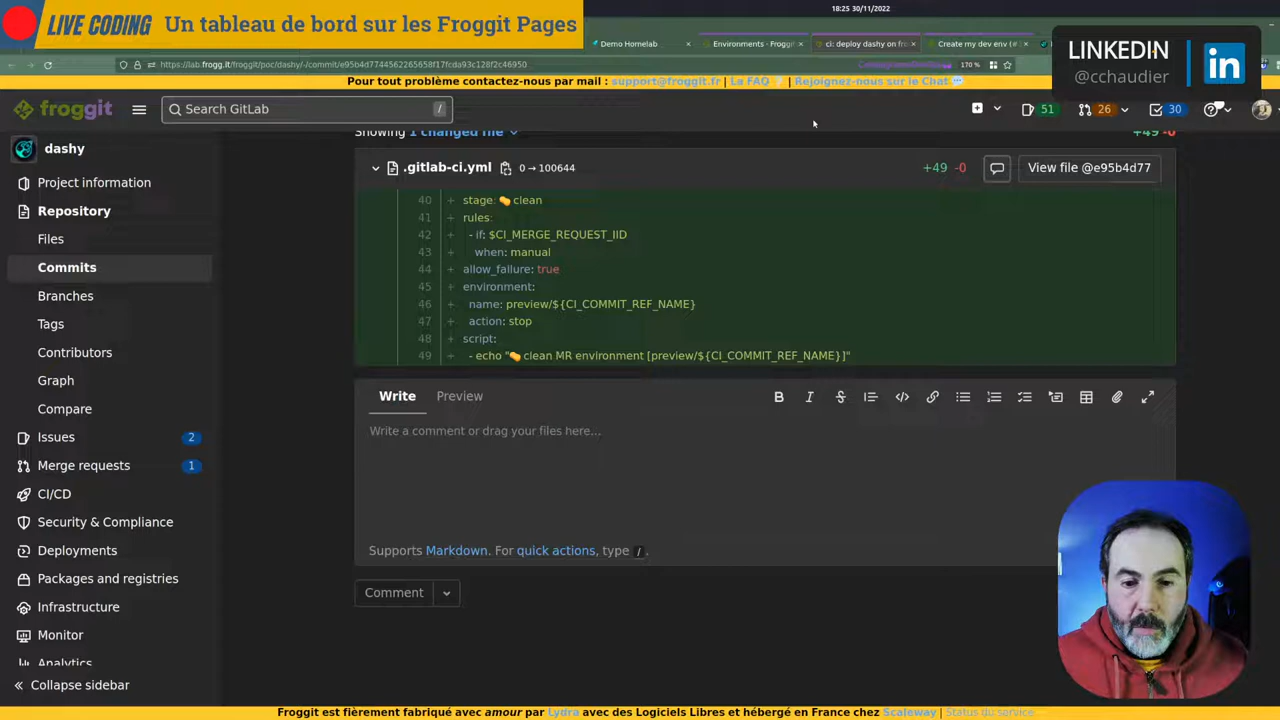 18:25 30/11/2022
LIVE CODING Un tableau de bord sur les Froggit Pages
Demo Homelab
Environments · Froggit
ci: deploy dashy on fro
Create my dev env (#
LINKEDIN
@cchaudier
in
https://lab.frogg.it/froggit/poc/dashy/-/commit/e95b4d7744562265658f17fcda93c128f2c46950
170 %
Pour tout problème contactez-nous par mail : support@froggit.fr | La FAQ | Rejoignez-nous sur le Chat
froggit
Search GitLab
/
51
26
30
dashy
Project information
Repository
Files
Commits
Branches
Tags
Contributors
Graph
Compare
Issues 2
Merge requests 1
CI/CD
Security & Compliance
Deployments
Packages and registries
Infrastructure
Monitor
Analytics
Collapse sidebar
Showing 1 changed file
+49 -0
.gitlab-ci.yml 0 → 100644
+49 -0
View file @e95b4d77
40 + stage: 🧽 clean
41 + rules:
42 + - if: $CI_MERGE_REQUEST_IID
43 + when: manual
44 + allow_failure: true
45 + environment:
46 + name: preview/${CI_COMMIT_REF_NAME}
47 + action: stop
48 + script:
49 + - echo "🧽 clean MR environment [preview/${CI_COMMIT_REF_NAME}]"
Write Preview
Write a comment or drag your files here…
Supports Markdown. For quick actions, type /.
Comment
Froggit est fièrement fabriqué avec amour par Lydra avec des Logiciels Libres et hébergé en France chez Scaleway | Status du service